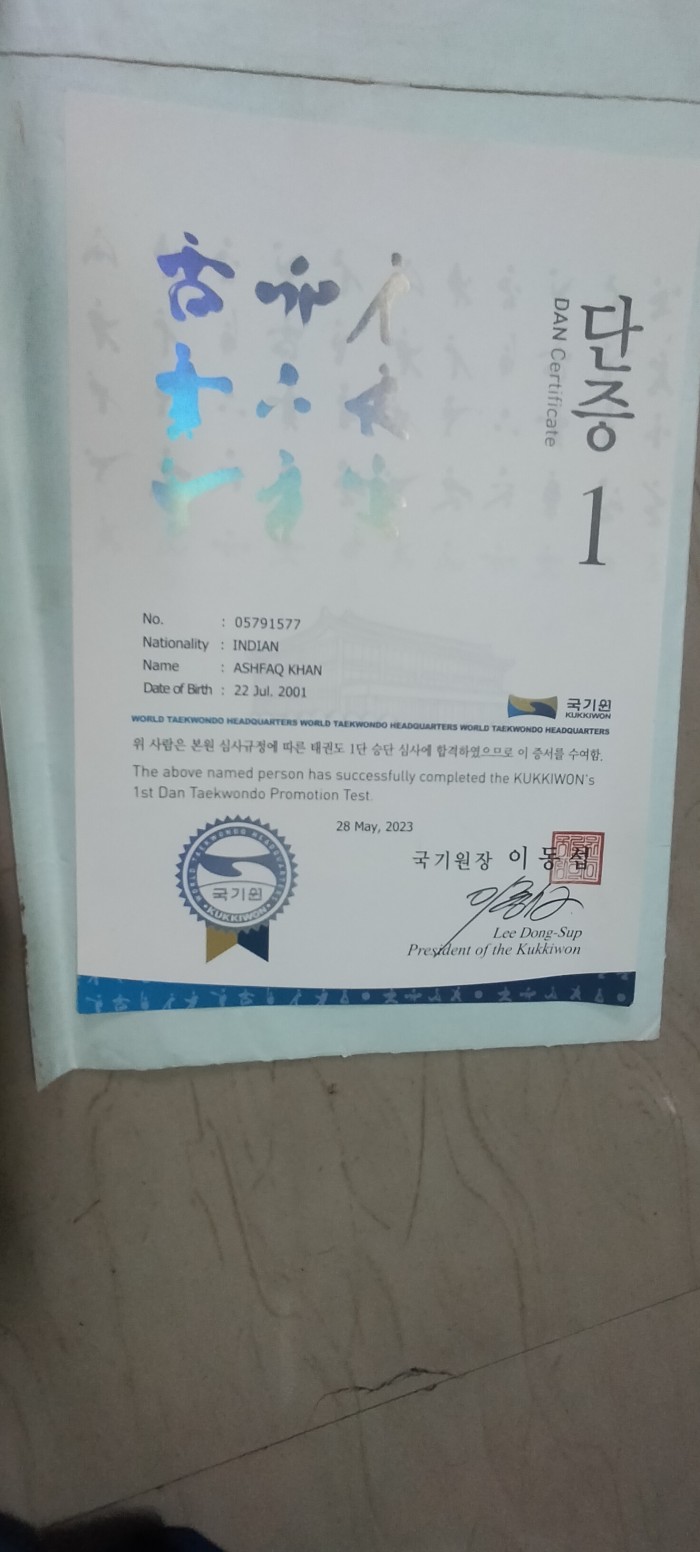 단증
DAN Certificate
1
No. : 05791577
Nationality : INDIAN
Name : ASHFAQ KHAN
Date of Birth : 22 Jul. 2001
국기원
KUKKIWON
WORLD TAEKWONDO HEADQUARTERS WORLD TAEKWONDO HEADQUARTERS WORLD TAEKWONDO HEADQUARTERS
위 사람은 본원 심사규정에 따른 태권도 1단 승단 심사에 합격하였으므로 이 증서를 수여함.
The above named person has successfully completed the KUKKIWON's
1st Dan Taekwondo Promotion Test.
28 May, 2023
WORLD TAEKWONDO HEADQUARTERS
국기원
KUKKIWON
국기원장 이동섭
Lee Dong-Sup
President of the Kukkiwon